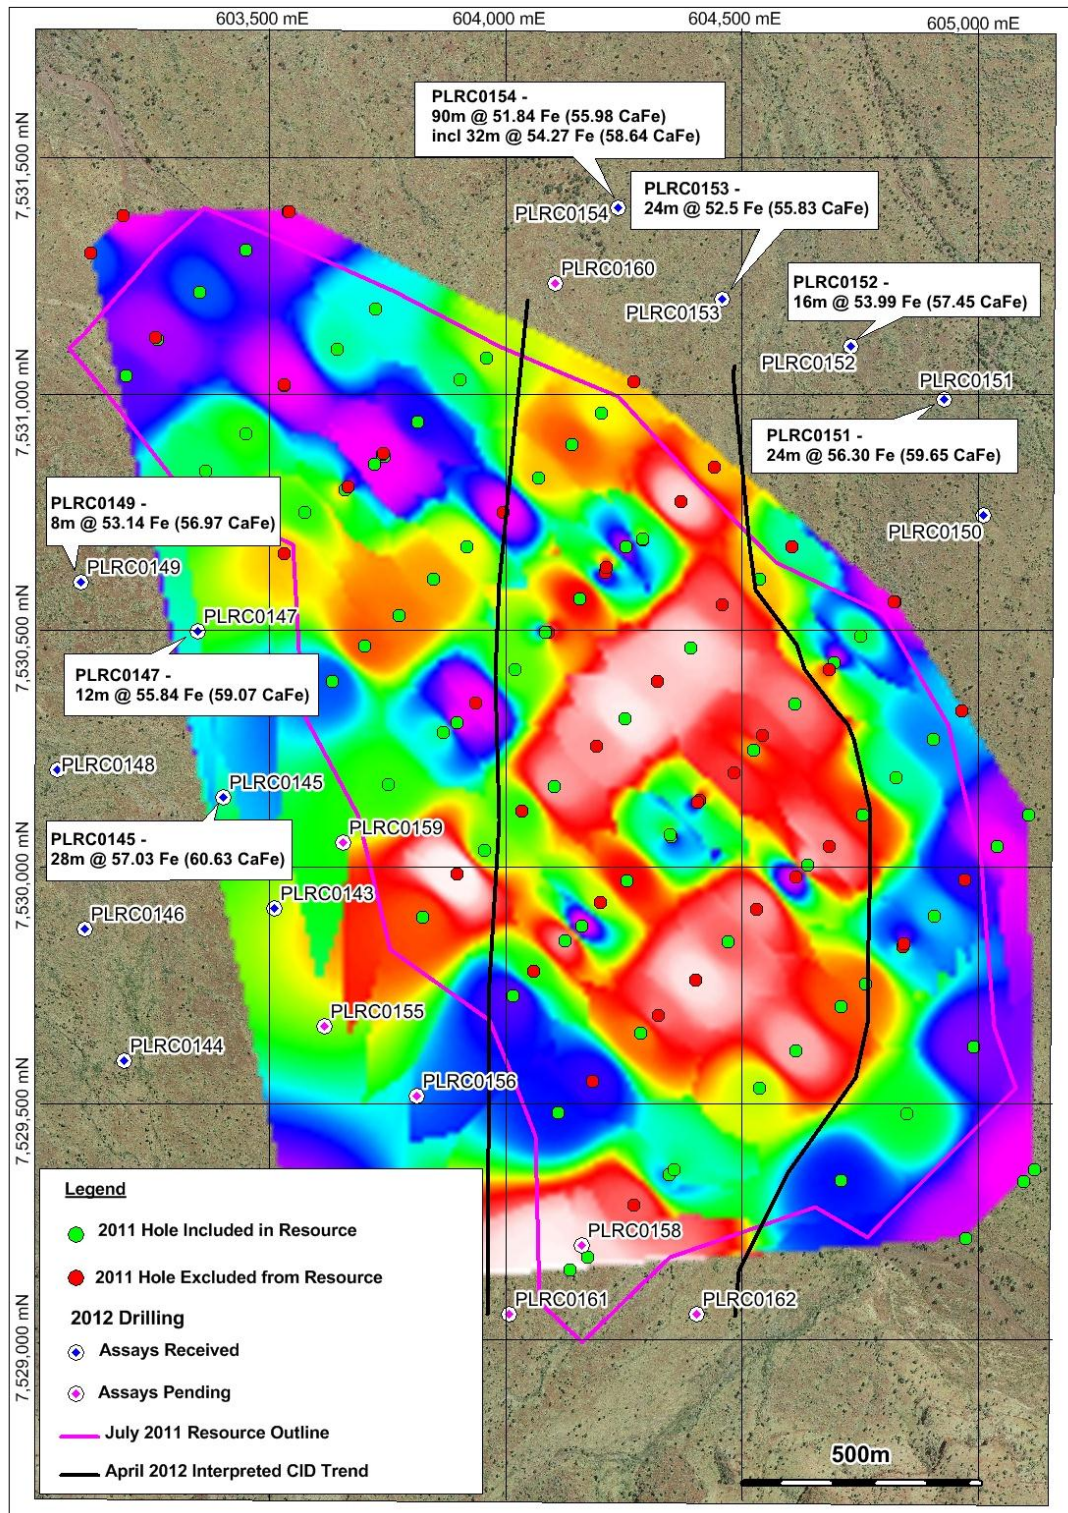 603,500 mE
604,000 mE
604,500 mE
605,000 mE
7,531,500 mN
7,531,000 mN
7,530,500 mN
7,530,000 mN
7,529,500 mN
7,529,000 mN
PLRC0154 -
90m @ 51.84 Fe (55.98 CaFe)
incl 32m @ 54.27 Fe (58.64 CaFe)
PLRC0154
PLRC0153 -
24m @ 52.5 Fe (55.83 CaFe)
PLRC0160
PLRC0153
PLRC0152 -
16m @ 53.99 Fe (57.45 CaFe)
PLRC0152
PLRC0151
PLRC0151 -
24m @ 56.30 Fe (59.65 CaFe)
PLRC0149 -
8m @ 53.14 Fe (56.97 CaFe)
PLRC0150
PLRC0149
PLRC0147
PLRC0147 -
12m @ 55.84 Fe (59.07 CaFe)
PLRC0148
PLRC0145
PLRC0145 -
28m @ 57.03 Fe (60.63 CaFe)
PLRC0159
PLRC0143
PLRC0146
PLRC0155
PLRC0144
PLRC0156
PLRC0158
PLRC0161
PLRC0162
Legend
2011 Hole Included in Resource
2011 Hole Excluded from Resource
2012 Drilling
Assays Received
Assays Pending
July 2011 Resource Outline
April 2012 Interpreted CID Trend
500m